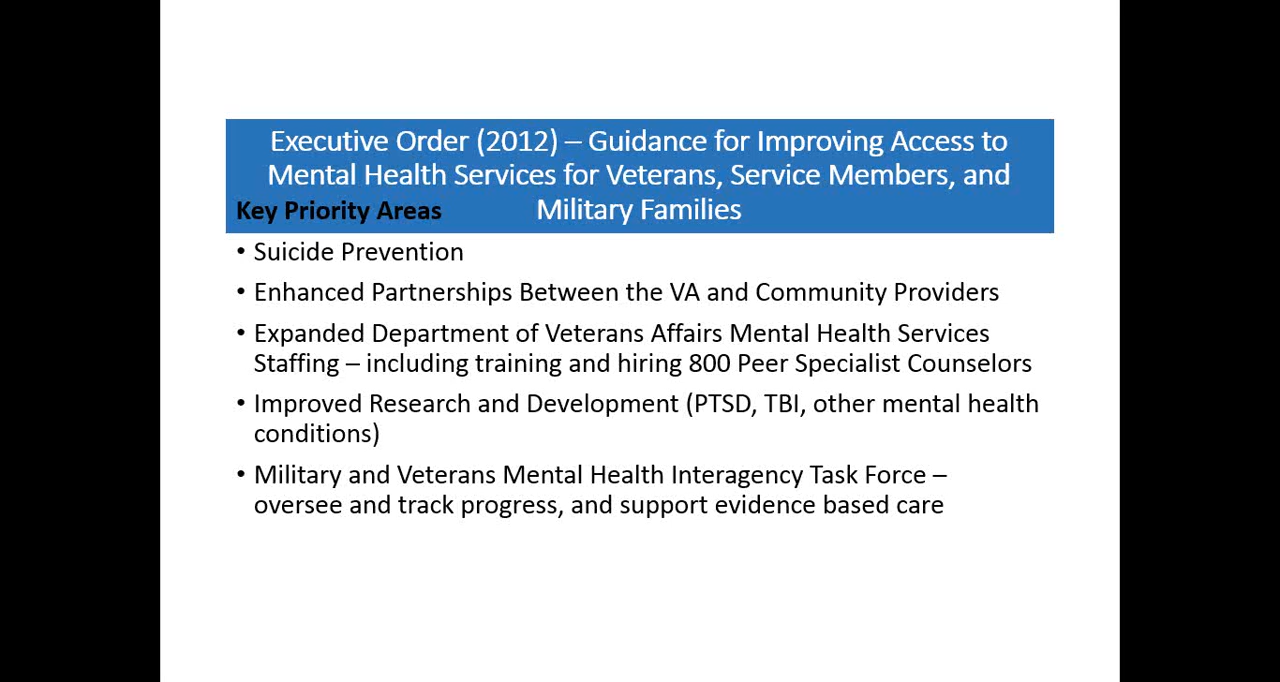 Executive Order (2012) – Guidance for Improving Access to
Mental Health Services for Veterans, Service Members, and
Military Families
Key Priority Areas
• Suicide Prevention
• Enhanced Partnerships Between the VA and Community Providers
• Expanded Department of Veterans Affairs Mental Health Services
Staffing – including training and hiring 800 Peer Specialist Counselors
• Improved Research and Development (PTSD, TBI, other mental health
conditions)
• Military and Veterans Mental Health Interagency Task Force –
oversee and track progress, and support evidence based care